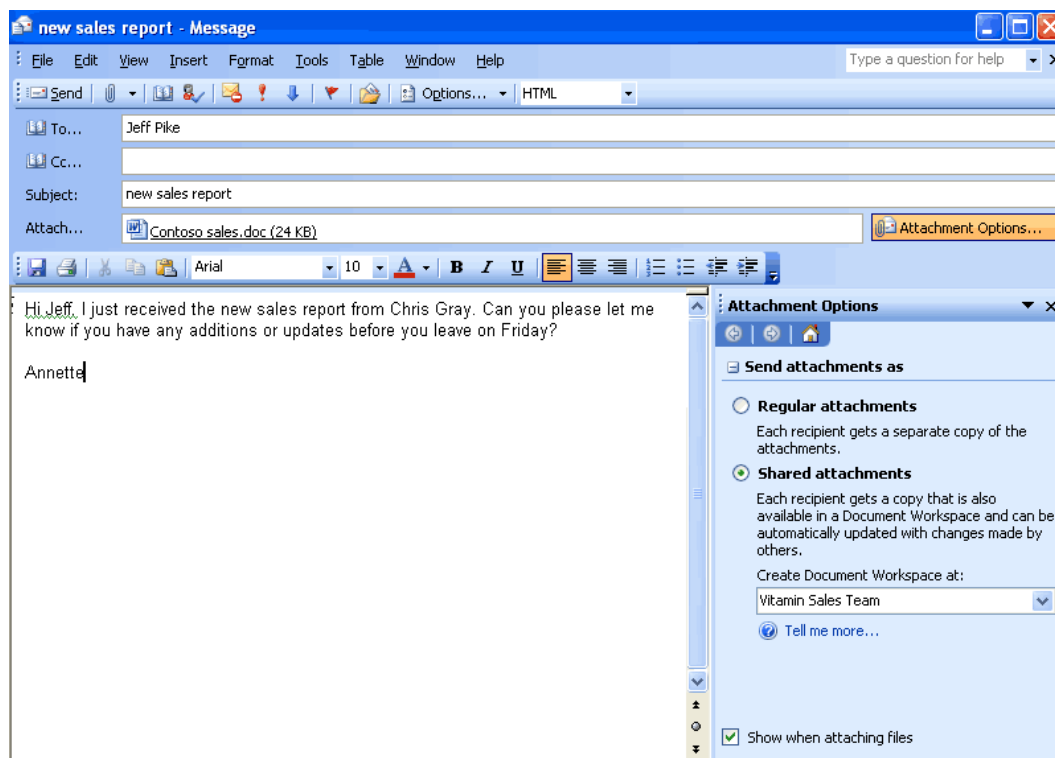 new sales report - Message
File Edit View Insert Format Tools Table Window Help Type a question for help
Send Options... HTML
To... Jeff Pike
Cc...
Subject: new sales report
Attach... Contoso sales.doc (24 KB) Attachment Options...
Arial 10 A B I U
Hi Jeff, I just received the new sales report from Chris Gray. Can you please let me
know if you have any additions or updates before you leave on Friday?
Annette
Attachment Options
Send attachments as
Regular attachments
Each recipient gets a separate copy of the
attachments.
Shared attachments
Each recipient gets a copy that is also
available in a Document Workspace and can be
automatically updated with changes made by
others.
Create Document Workspace at:
Vitamin Sales Team
Tell me more...
Show when attaching files